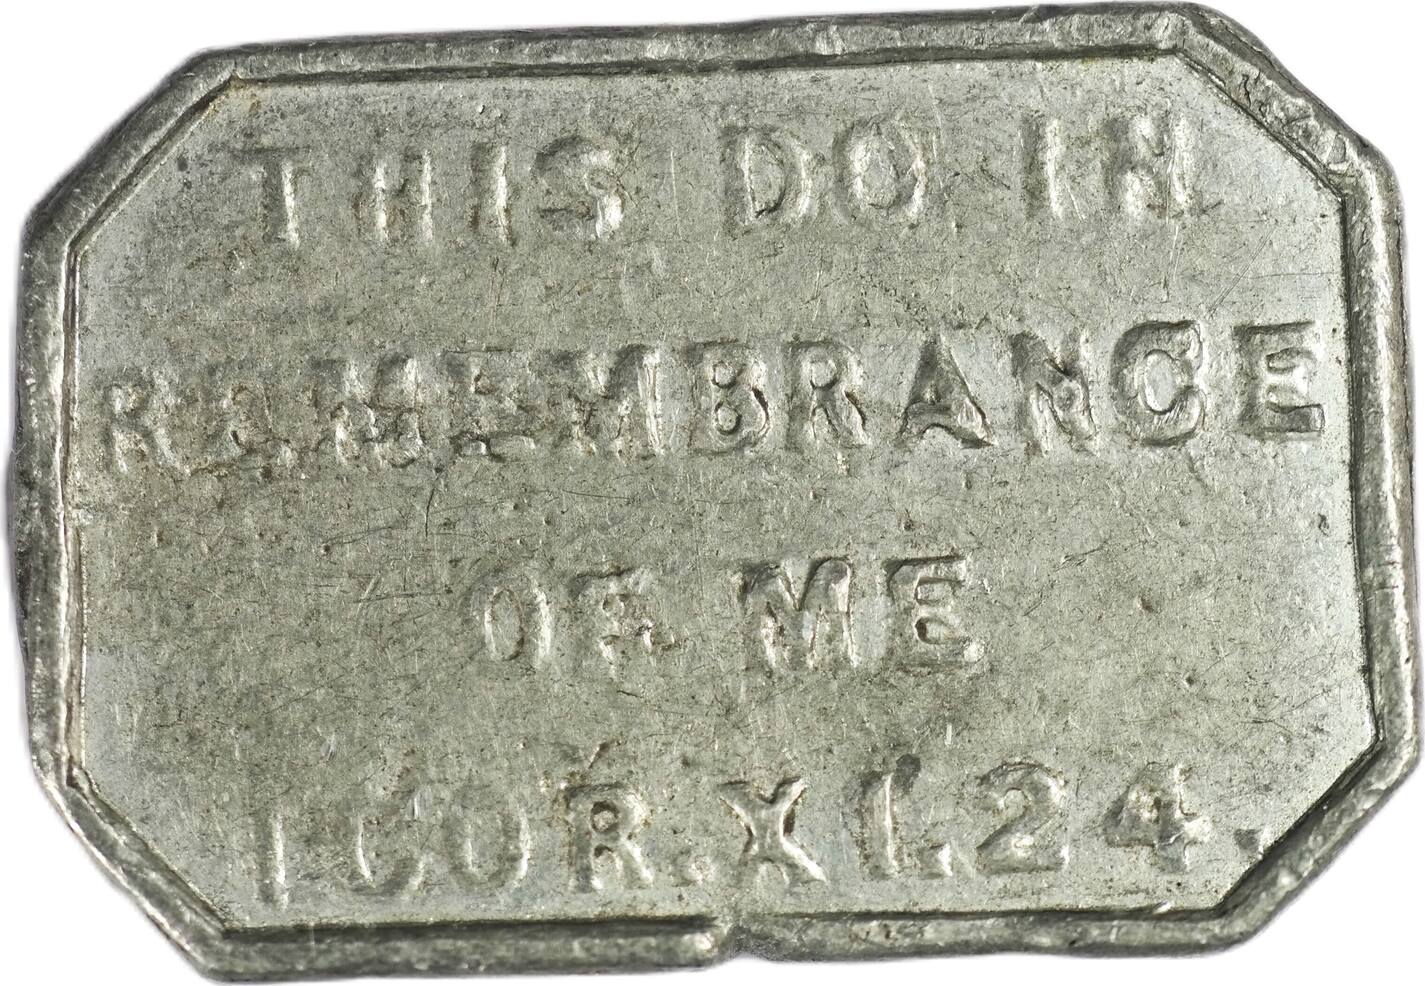 THIS DO IN
REMEMBRANCE
OF ME
1 COR. XI. 24.